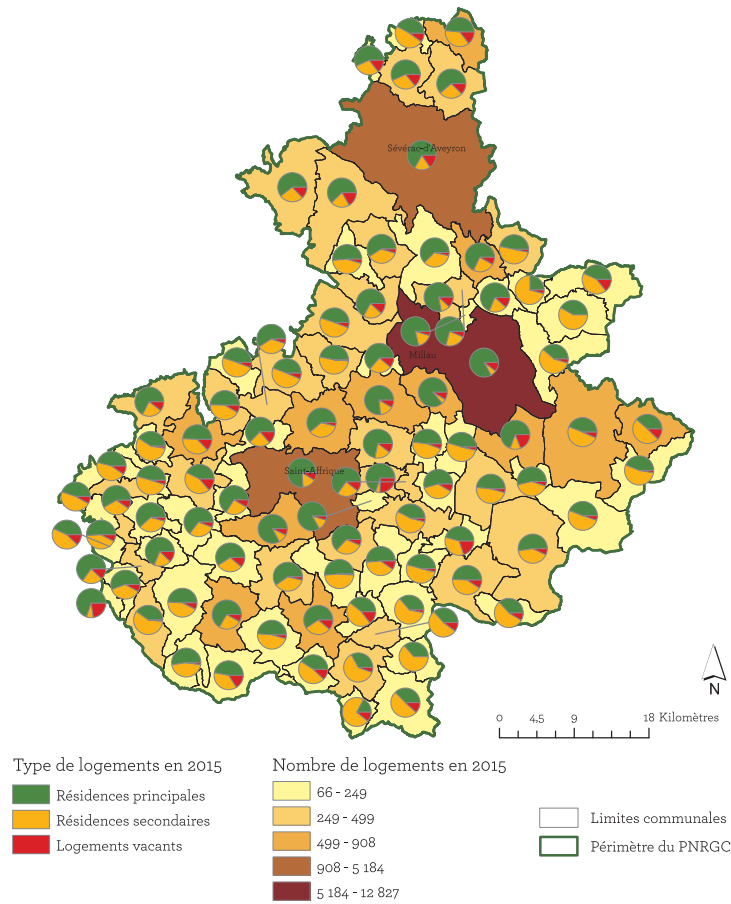 Sévérac-d'Aveyron
Millau
Saint-Affrique
N
0 4,5 9 18 Kilomètres
Type de logements en 2015
Résidences principales
Résidences secondaires
Logements vacants
Nombre de logements en 2015
66 - 249
249 - 499
499 - 908
908 - 5 184
5 184 - 12 827
Limites communales
Périmètre du PNRGC